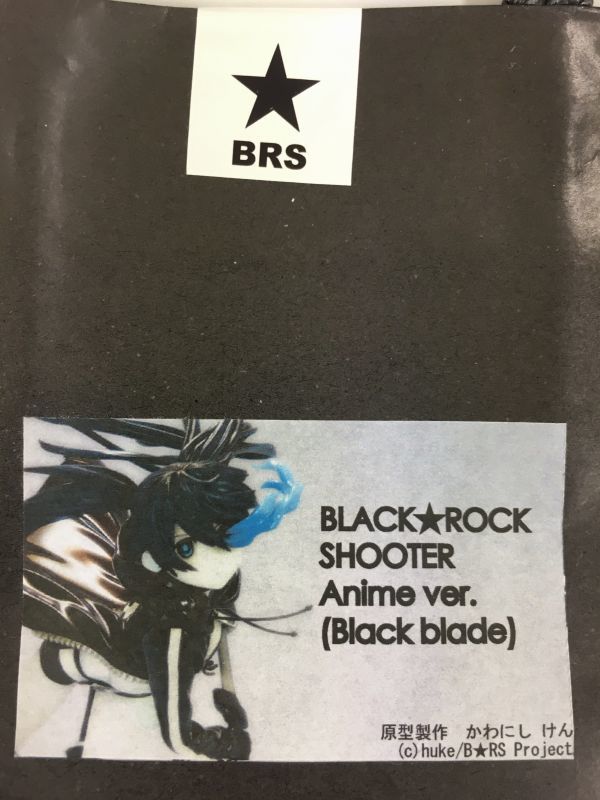 ★
BRS
BLACK★ROCK
SHOOTER
Anime ver.
(Black blade)
原型製作 かわにし けん
(c)huke/B★RS Project